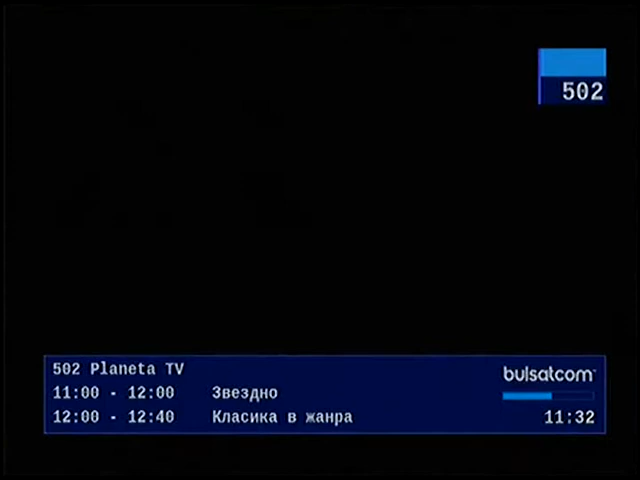 502
502 Planeta TV
bulsatcom
11:00 - 12:00 Звездно
12:00 - 12:40 Класика в жанра
11:32